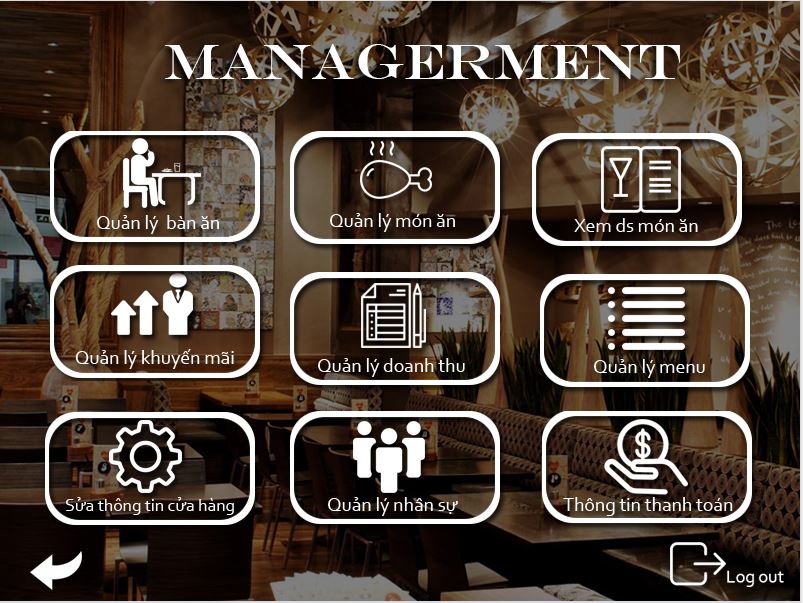 MANAGERMENT
Quản lý bàn ăn
Quản lý món ăn
Xem ds món ăn
Quản lý khuyến mãi
Quản lý doanh thu
Quản lý menu
Sửa thông tin cửa hàng
Quản lý nhân sự
Thông tin thanh toán
Log out